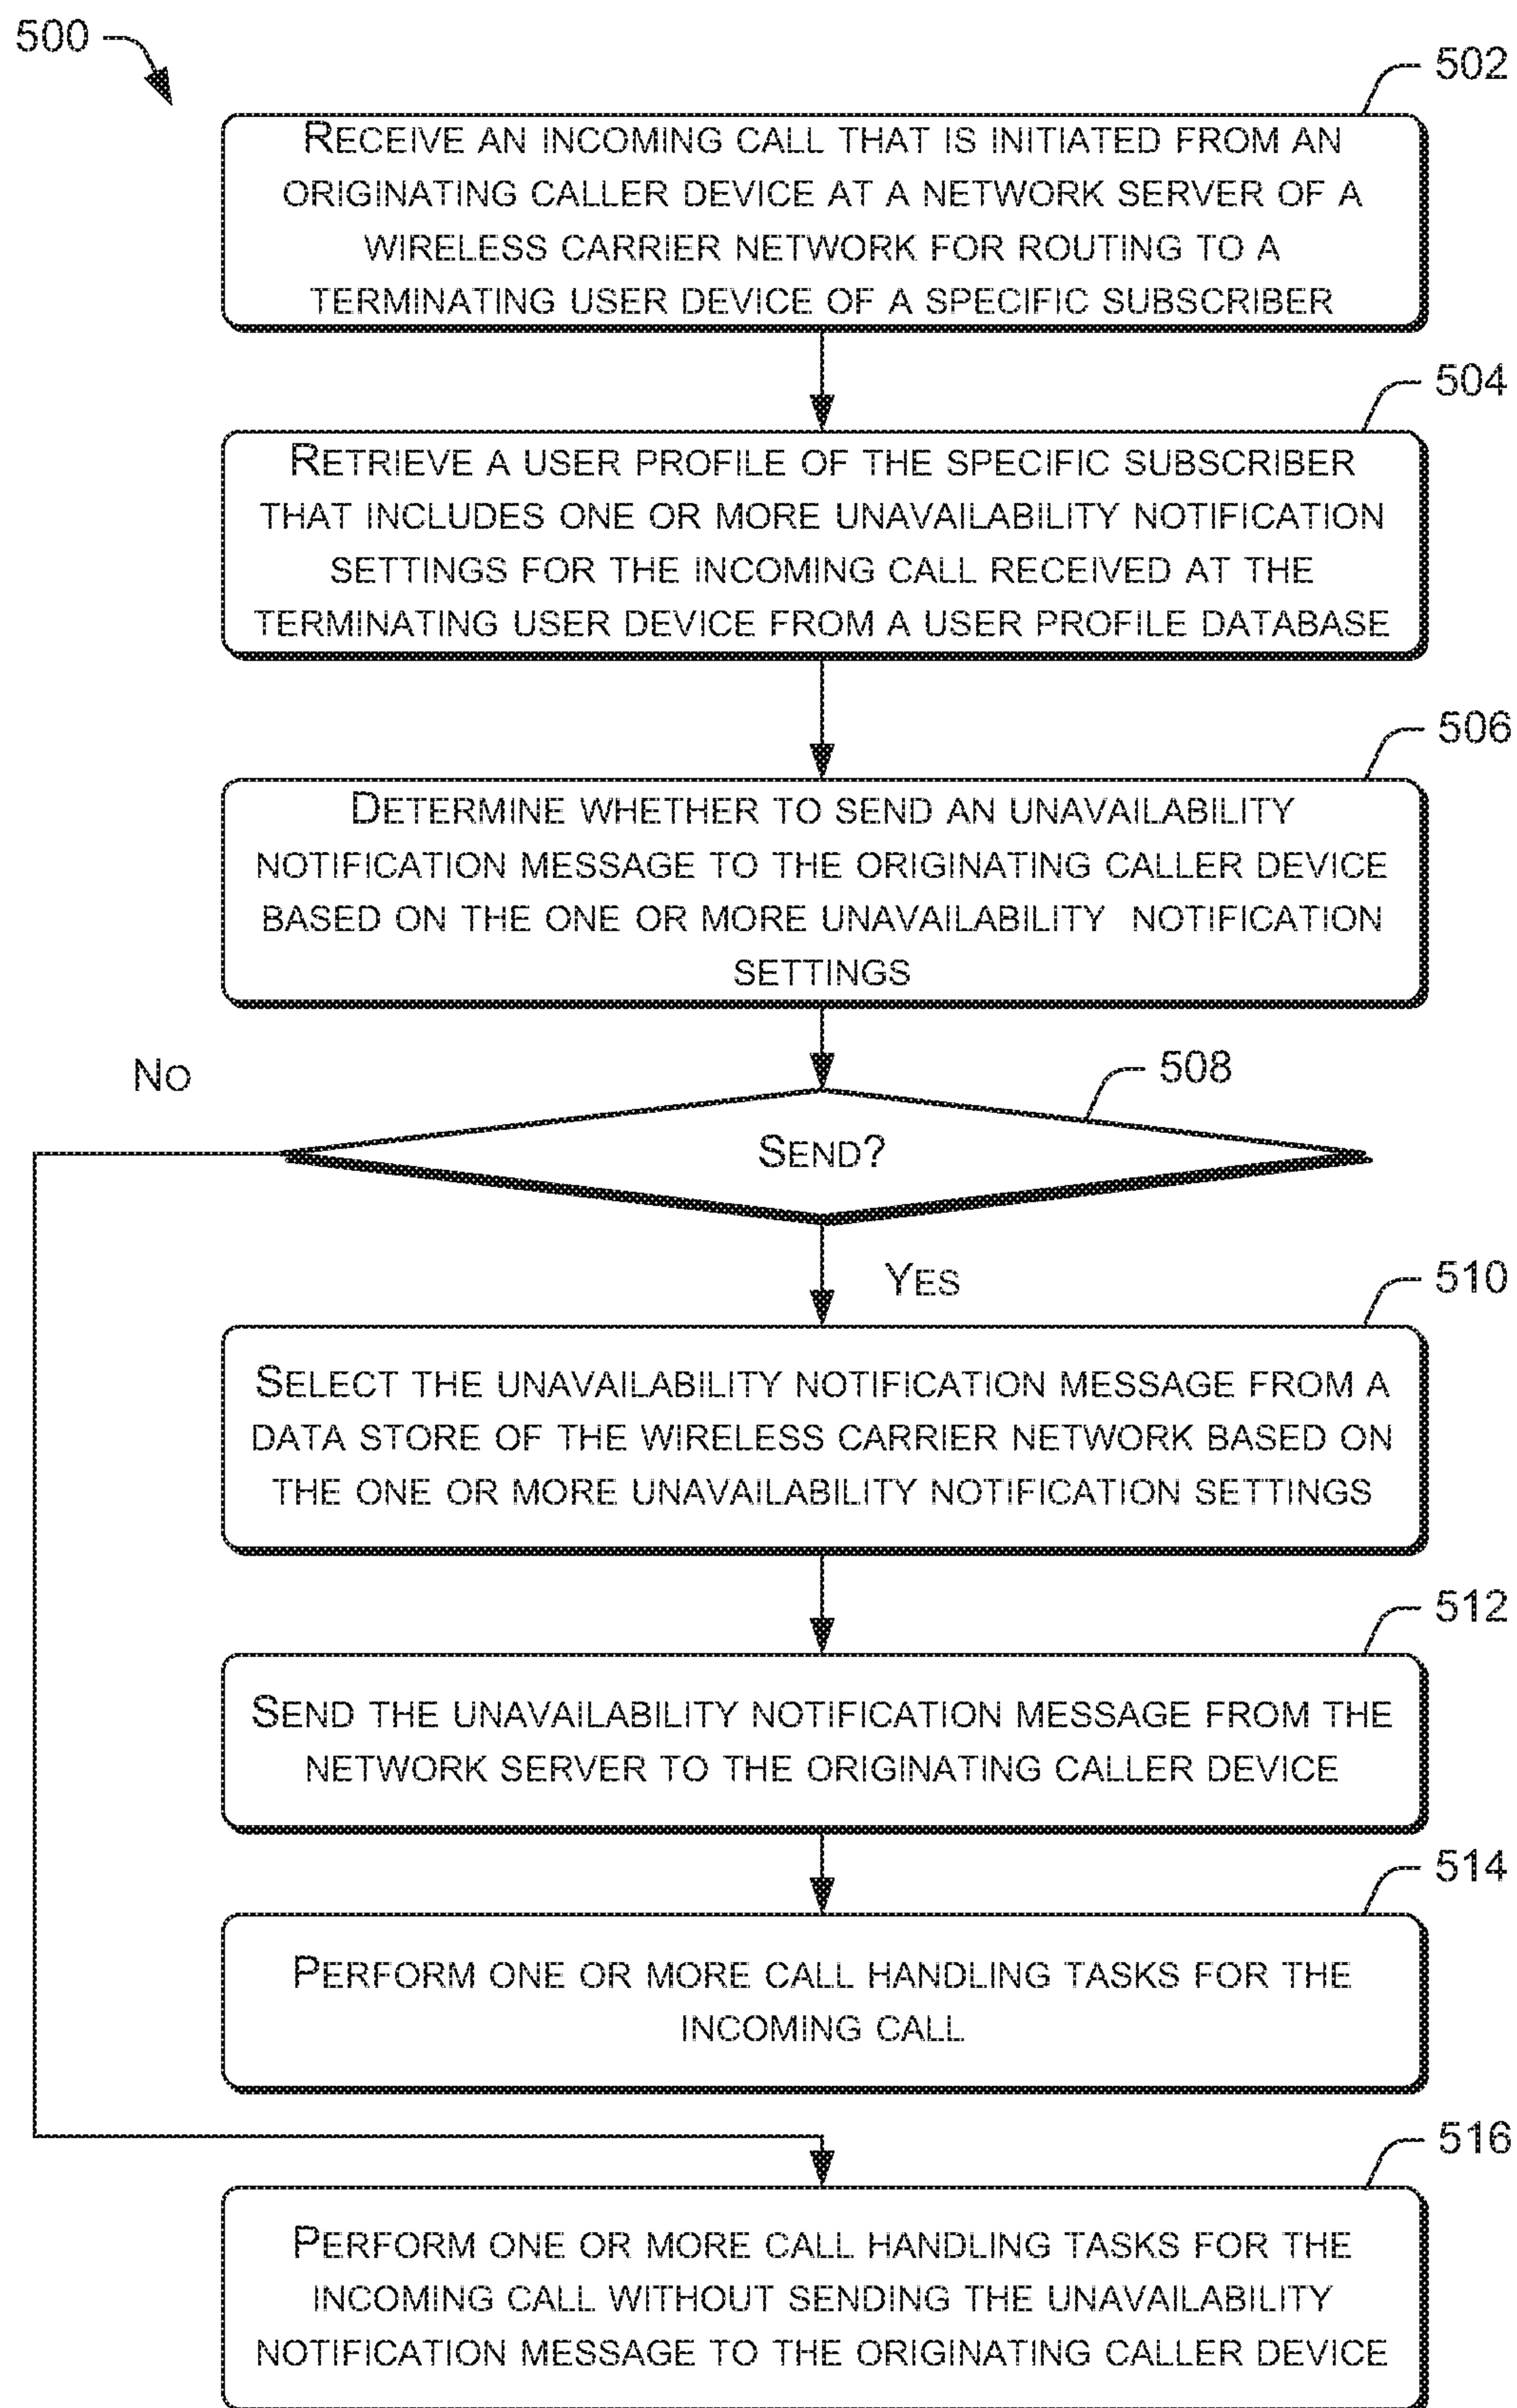 500
502
RECEIVE AN INCOMING CALL THAT IS INITIATED FROM AN
ORIGINATING CALLER DEVICE AT A NETWORK SERVER OF A
WIRELESS CARRIER NETWORK FOR ROUTING TO A
TERMINATING USER DEVICE OF A SPECIFIC SUBSCRIBER
504
RETRIEVE A USER PROFILE OF THE SPECIFIC SUBSCRIBER
THAT INCLUDES ONE OR MORE UNAVAILABILITY NOTIFICATION
SETTINGS FOR THE INCOMING CALL RECEIVED AT THE
TERMINATING USER DEVICE FROM A USER PROFILE DATABASE
506
DETERMINE WHETHER TO SEND AN UNAVAILABILITY
NOTIFICATION MESSAGE TO THE ORIGINATING CALLER DEVICE
BASED ON THE ONE OR MORE UNAVAILABILITY NOTIFICATION
SETTINGS
NO
508
SEND?
YES
510
SELECT THE UNAVAILABILITY NOTIFICATION MESSAGE FROM A
DATA STORE OF THE WIRELESS CARRIER NETWORK BASED ON
THE ONE OR MORE UNAVAILABILITY NOTIFICATION SETTINGS
512
SEND THE UNAVAILABILITY NOTIFICATION MESSAGE FROM THE
NETWORK SERVER TO THE ORIGINATING CALLER DEVICE
514
PERFORM ONE OR MORE CALL HANDLING TASKS FOR THE
INCOMING CALL
516
PERFORM ONE OR MORE CALL HANDLING TASKS FOR THE
INCOMING CALL WITHOUT SENDING THE UNAVAILABILITY
NOTIFICATION MESSAGE TO THE ORIGINATING CALLER DEVICE